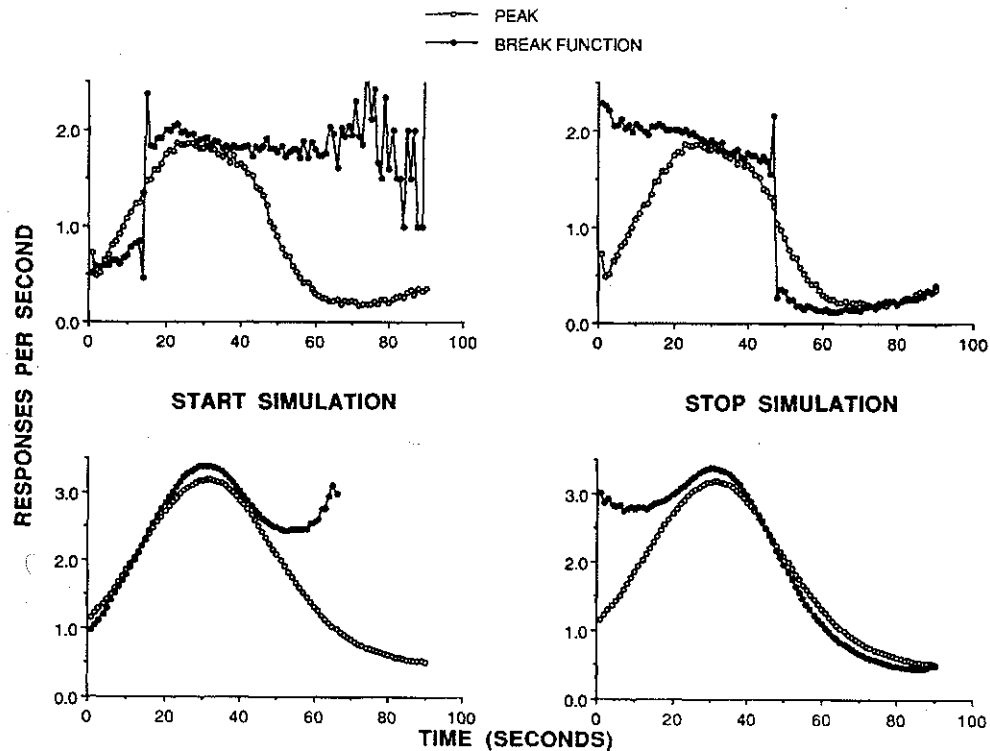 PEAK
BREAK FUNCTION
RESPONSES PER SECOND
2.0
1.0
0.0
0 20 40 60 80 100
2.0
1.0
0.0
0 20 40 60 80 100
START SIMULATION
STOP SIMULATION
3.0
2.0
1.0
0.0
0 20 40 60 80 100
3.0
2.0
1.0
0.0
0 20 40 60 80 100
TIME (SECONDS)